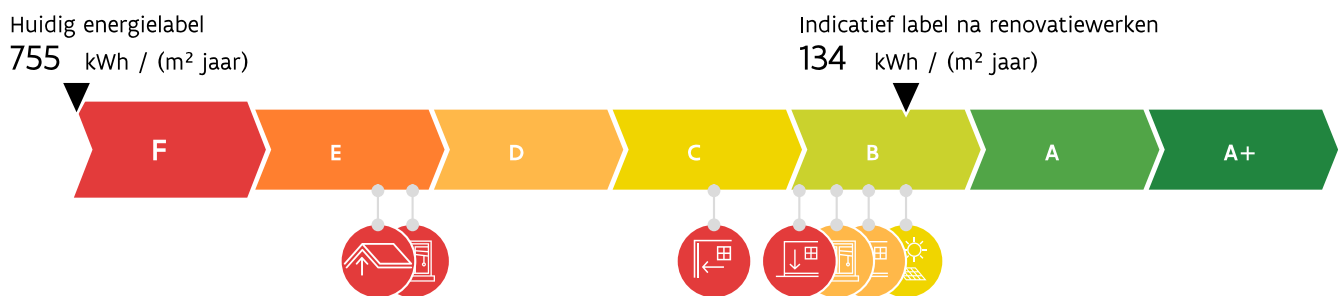 Huidig energielabel
755 kWh / (m² jaar)
Indicatief label na renovatiewerken
134 kWh / (m² jaar)
F
E
D
C
B
A
A+